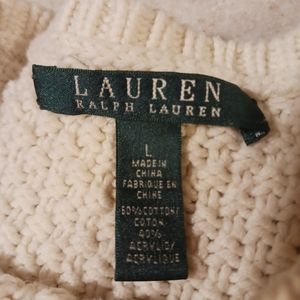 LAUREN
RALPH LAUREN
L
MADE IN
CHINA
FABRIQUE EN
CHINE
60% COTTON/
COTON
40%
ACRYLIC/
ACRYLIQUE